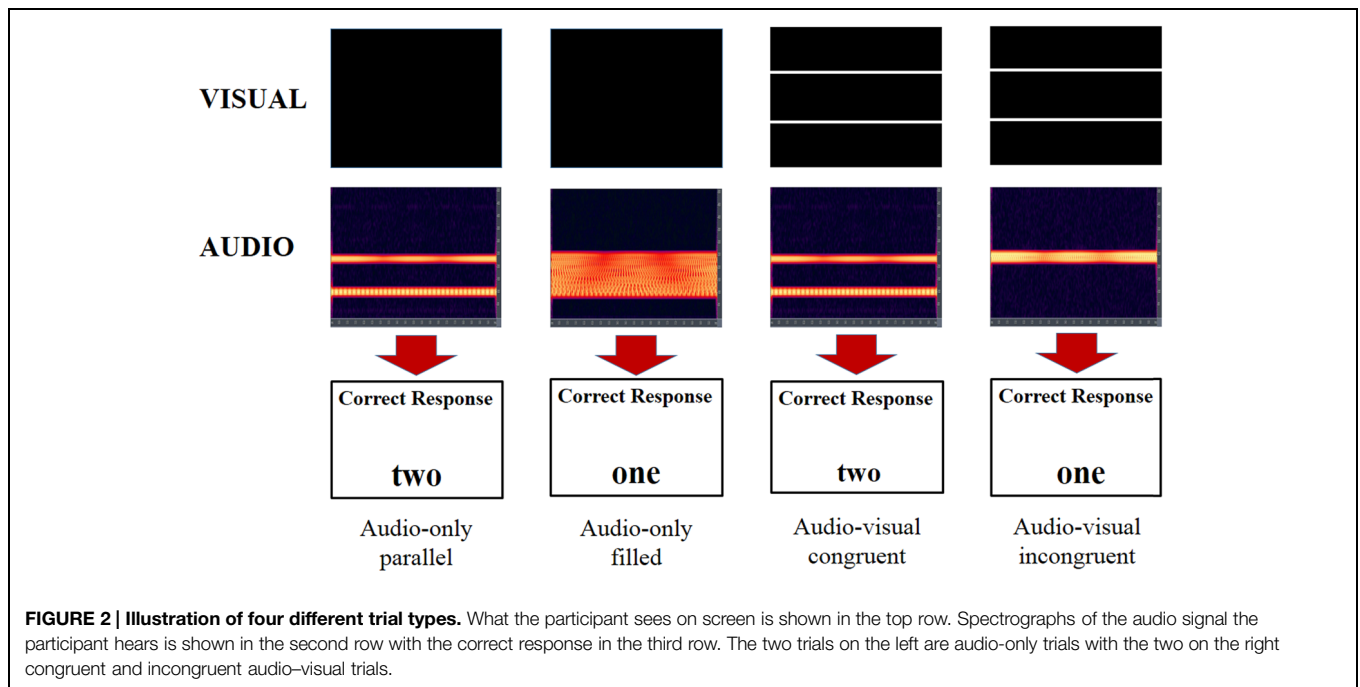 VISUAL
AUDIO
Correct Response
two
Correct Response
one
Correct Response
two
Correct Response
one
Audio-only
parallel
Audio-only
filled
Audio-visual
congruent
Audio-visual
incongruent
FIGURE 2 | Illustration of four different trial types. What the participant sees on screen is shown in the top row. Spectrographs of the audio signal the
participant hears is shown in the second row with the correct response in the third row. The two trials on the left are audio-only trials with the two on the right
congruent and incongruent audio–visual trials.